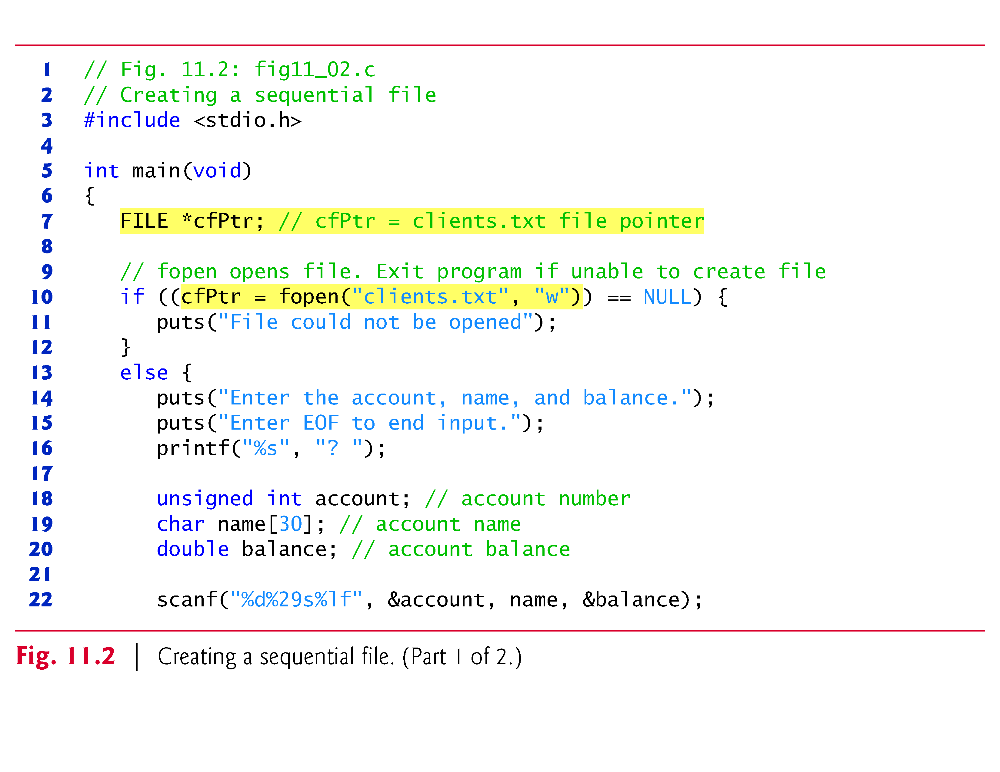 1 // Fig. 11.2: fig11_02.c
2 // Creating a sequential file
3 #include <stdio.h>
4
5 int main(void)
6 {
7    FILE *cfPtr; // cfPtr = clients.txt file pointer
8
9    // fopen opens file. Exit program if unable to create file
10    if ((cfPtr = fopen("clients.txt", "w")) == NULL) {
11       puts("File could not be opened");
12    }
13    else {
14       puts("Enter the account, name, and balance.");
15       puts("Enter EOF to end input.");
16       printf("%s", "? ");
17
18       unsigned int account; // account number
19       char name[30]; // account name
20       double balance; // account balance
21
22       scanf("%d%29s%lf", &account, name, &balance);
Fig. 11.2 | Creating a sequential file. (Part 1 of 2.)